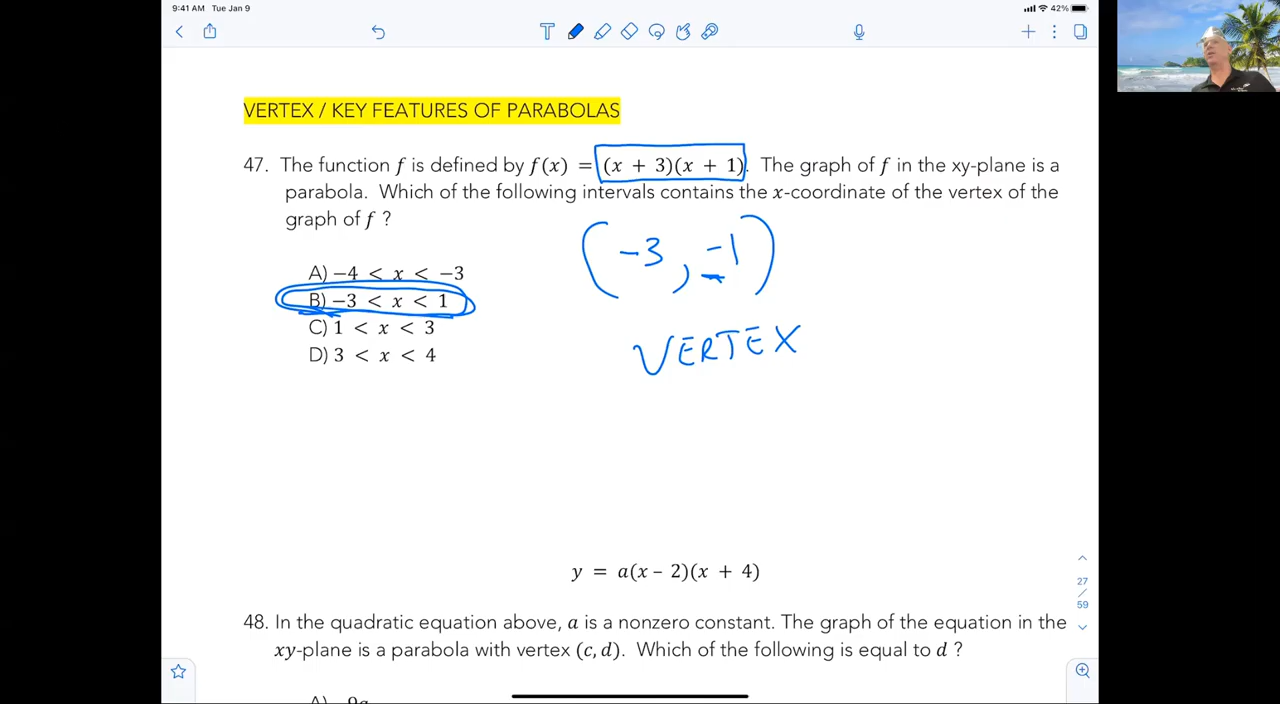 9:41 AM Tue Jan 9
42%
VERTEX / KEY FEATURES OF PARABOLAS
47. The function f is defined by f(x) = (x + 3)(x + 1). The graph of f in the xy-plane is a
parabola. Which of the following intervals contains the x-coordinate of the vertex of the
graph of f ?
(-3, -1)
A) −4 < x < −3
B) −3 < x < 1
C) 1 < x < 3
D) 3 < x < 4
VERTEX
y = a(x − 2)(x + 4)
27
/
59
48. In the quadratic equation above, a is a nonzero constant. The graph of the equation in the
xy-plane is a parabola with vertex (c, d). Which of the following is equal to d ?